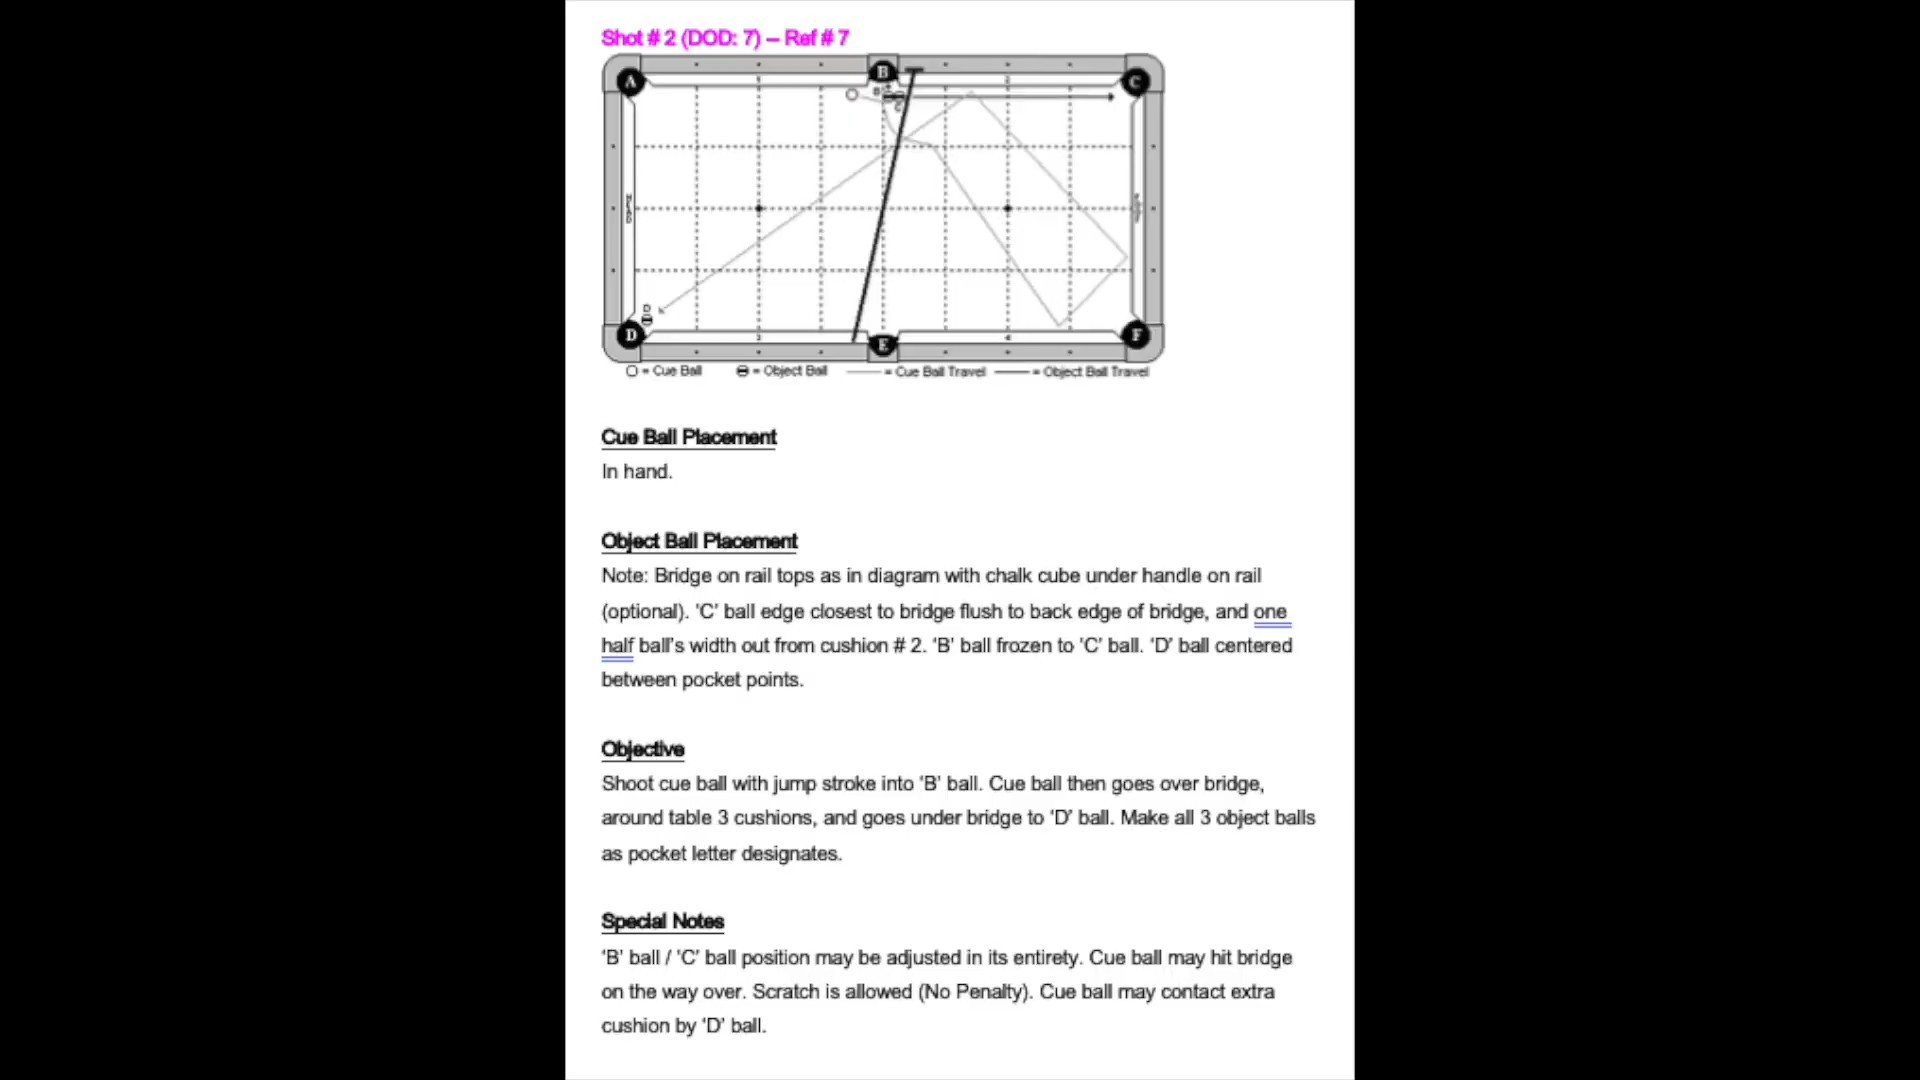 Shot # 2 (DOD: 7) – Ref # 7
A
B
C
B
C
D
D
E
F
= Cue Ball
= Object Ball
= Cue Ball Travel
= Object Ball Travel
Cue Ball Placement
In hand.
Object Ball Placement
Note: Bridge on rail tops as in diagram with chalk cube under handle on rail
(optional). 'C' ball edge closest to bridge flush to back edge of bridge, and one
half ball's width out from cushion # 2. 'B' ball frozen to 'C' ball. 'D' ball centered
between pocket points.
Objective
Shoot cue ball with jump stroke into 'B' ball. Cue ball then goes over bridge,
around table 3 cushions, and goes under bridge to 'D' ball. Make all 3 object balls
as pocket letter designates.
Special Notes
'B' ball / 'C' ball position may be adjusted in its entirety. Cue ball may hit bridge
on the way over. Scratch is allowed (No Penalty). Cue ball may contact extra
cushion by 'D' ball.